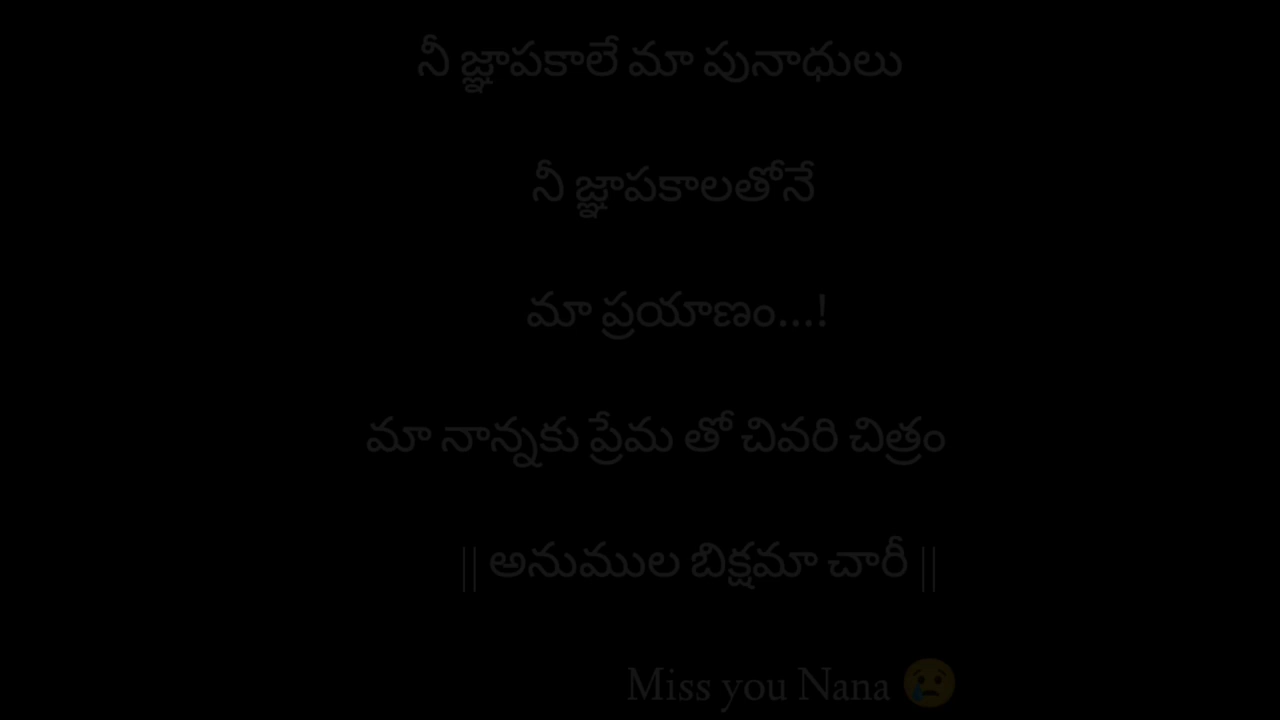 నీ జ్ఞాపకాలే మా పునాధులు
నీ జ్ఞాపకాలతోనే
మా ప్రయాణం...!
మా నాన్నకు ప్రేమ తో చివరి చిత్రం
|| అనుముల బిక్షమా చారీ ||
Miss you Nana 😢